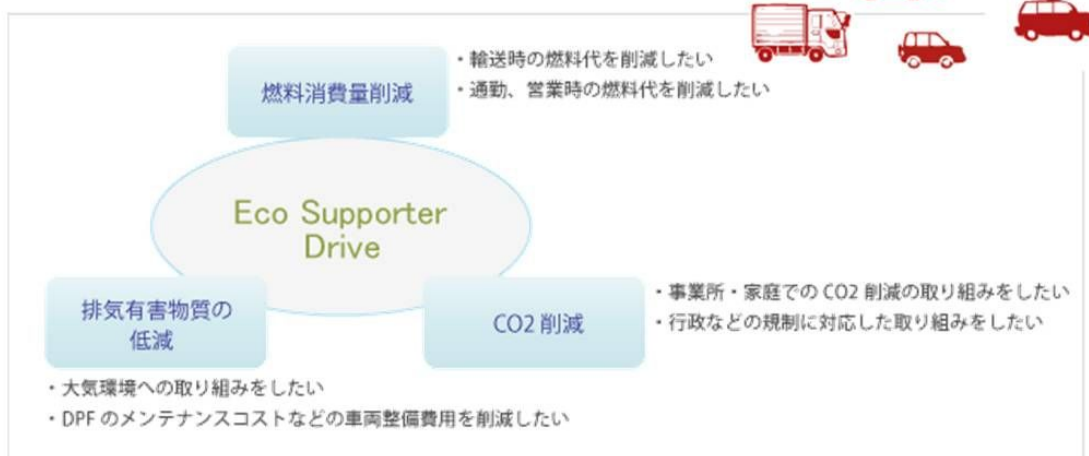 燃料消費量削減
・輸送時の燃料代を削減したい
・通勤、営業時の燃料代を削減したい
Eco Supporter
Drive
排気有害物質の
低減
・大気環境への取り組みをしたい
・DPF のメンテナンスコストなどの車両整備費用を削減したい
CO2 削減
・事業所・家庭での CO2 削減の取り組みをしたい
・行政などの規制に対応した取り組みをしたい